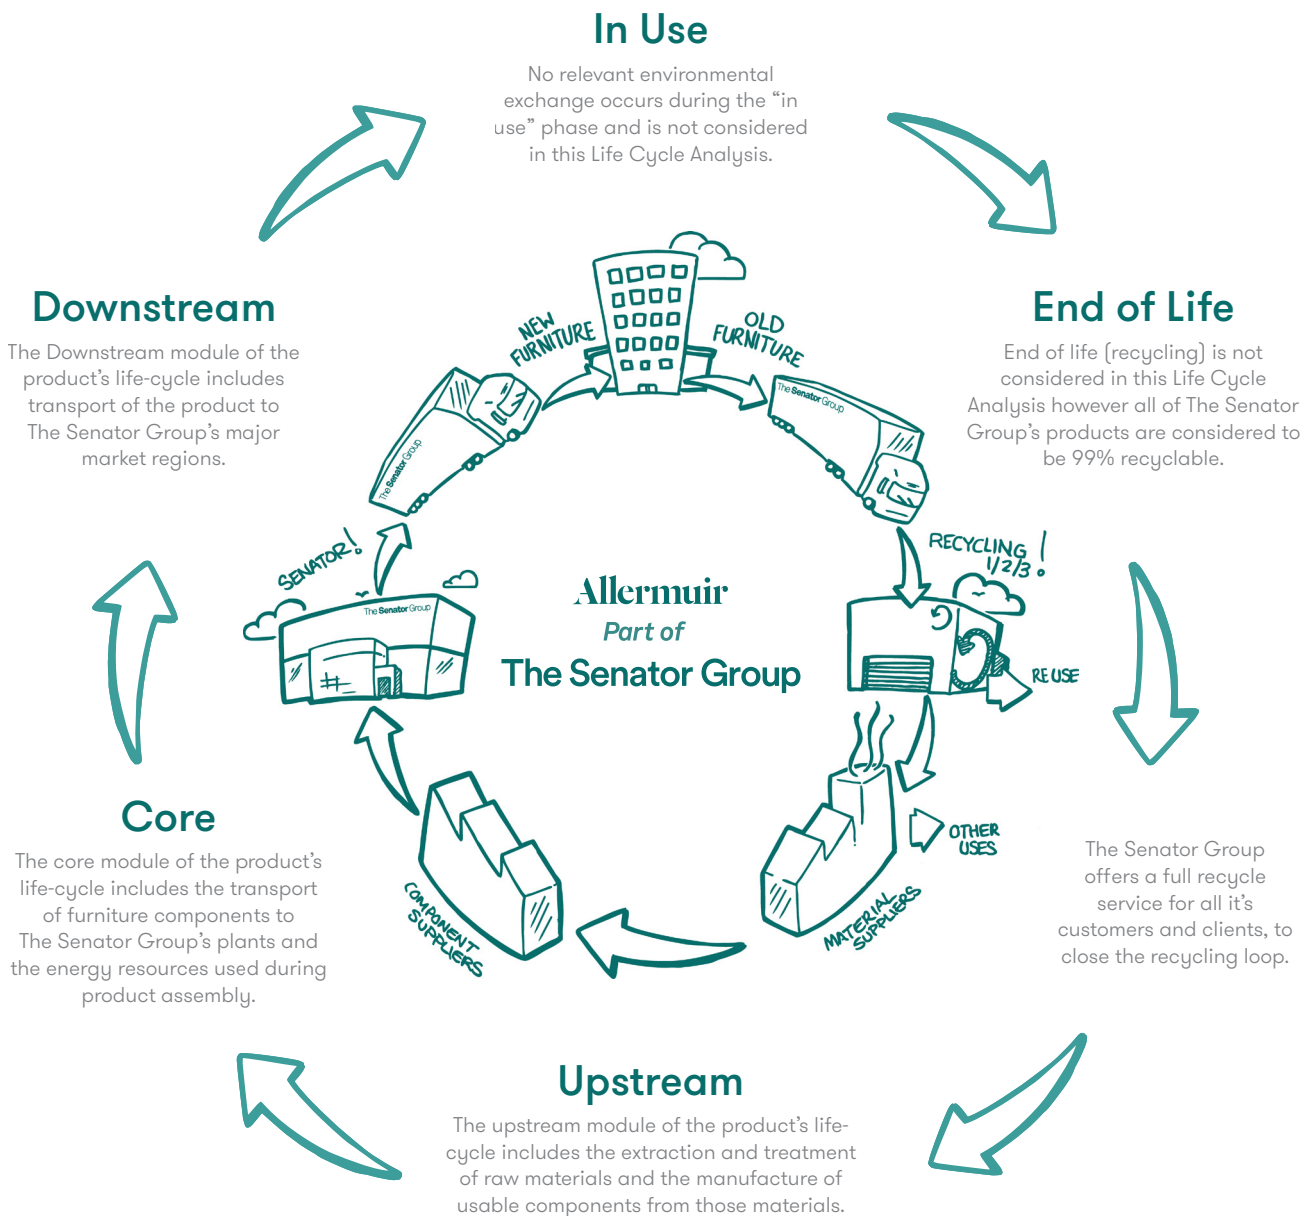 In Use
No relevant environmental
exchange occurs during the “in
use” phase and is not considered
in this Life Cycle Analysis.
Downstream
The Downstream module of the
product’s life-cycle includes
transport of the product to
The Senator Group’s major
market regions.
End of Life
End of life (recycling) is not
considered in this Life Cycle
Analysis however all of The Senator
Group’s products are considered to
be 99% recyclable.
NEW
FURNITURE
OLD
FURNITURE
The Senator Group
The Senator Group
SENATOR!
RECYCLING
1/2/3!
The Senator Group
Allermuir
Part of
The Senator Group
REUSE
OTHER
USES
COMPONENT
SUPPLIERS
MATERIAL
SUPPLIERS
Core
The core module of the product’s
life-cycle includes the transport
of furniture components to
The Senator Group’s plants and
the energy resources used during
product assembly.
The Senator Group
offers a full recycle
service for all it’s
customers and clients, to
close the recycling loop.
Upstream
The upstream module of the product’s life-
cycle includes the extraction and treatment
of raw materials and the manufacture of
usable components from those materials.